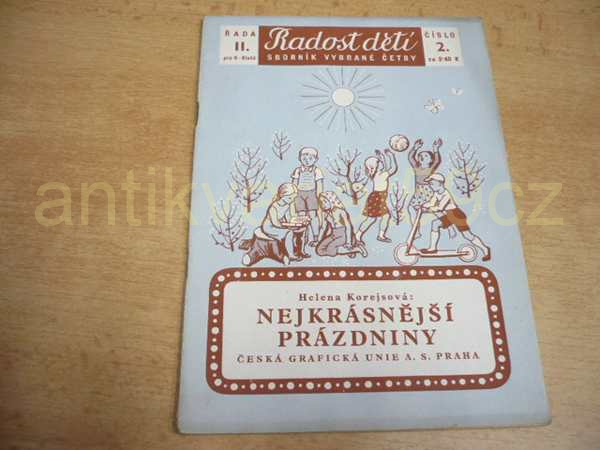 ŘADA
II.
Radost dětí
SBORNÍK VYBRANÉ ČETBY
ČÍSLO
2.
Helena Korejsová:
NEJKRÁSNĚJŠÍ
PRÁZDNINY
ČESKÁ GRAFICKÁ UNIE A. S. PRAHA